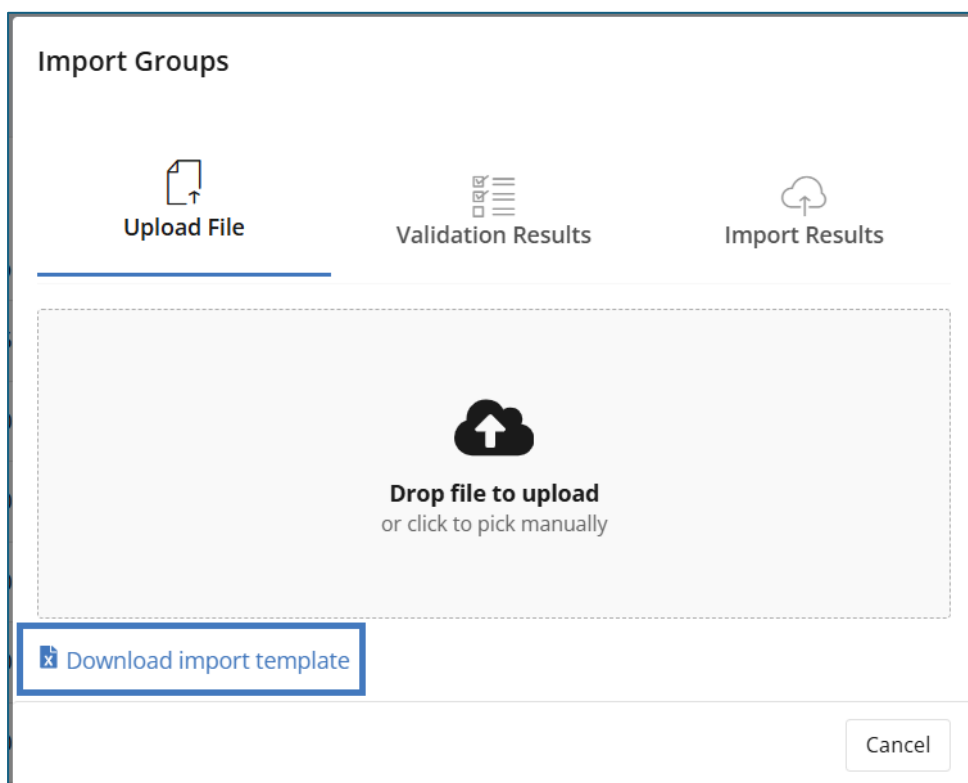 Import Groups
Upload File
Validation Results
Import Results
Drop file to upload
or click to pick manually
Download import template
Cancel